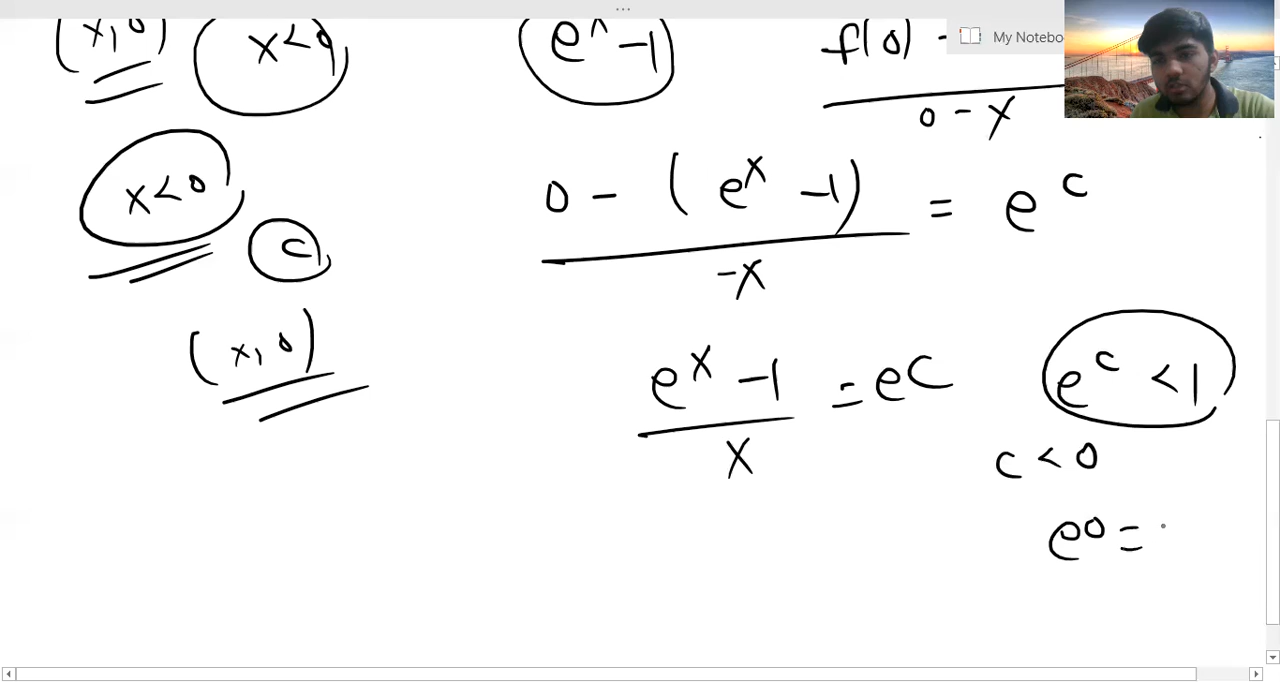 (x, 0) x<0 e^x -1 f(0) -
0 - x
My Notebo
x<0 0 - (e^x -1) = e^c
-x
c
(x, 0) e^x -1 = e^c e^c <1
x
c < 0
e^0 =